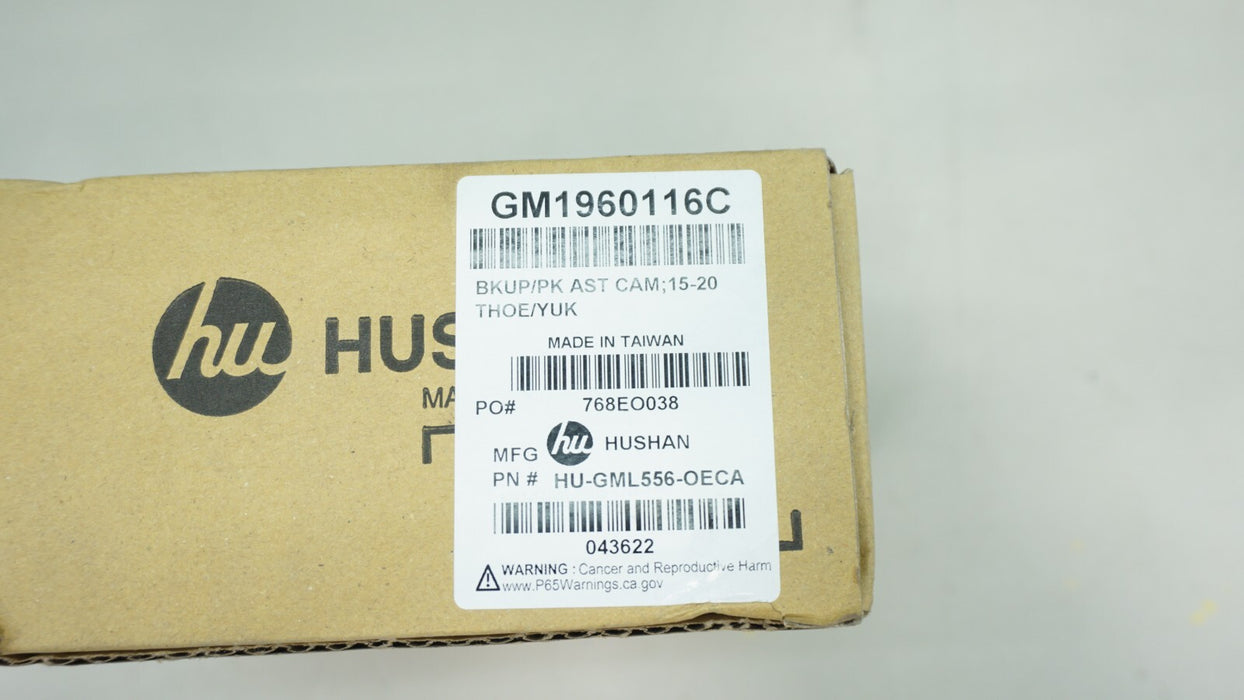 GM1960116C
BKUP/PK AST CAM;15-20
THOE/YUK
MADE IN TAIWAN
PO# 768EO038
MFG hu HUSHAN
PN # HU-GML556-OECA
043622
WARNING : Cancer and Reproductive Harm
www.P65Warnings.ca.gov
hu HUS
MA